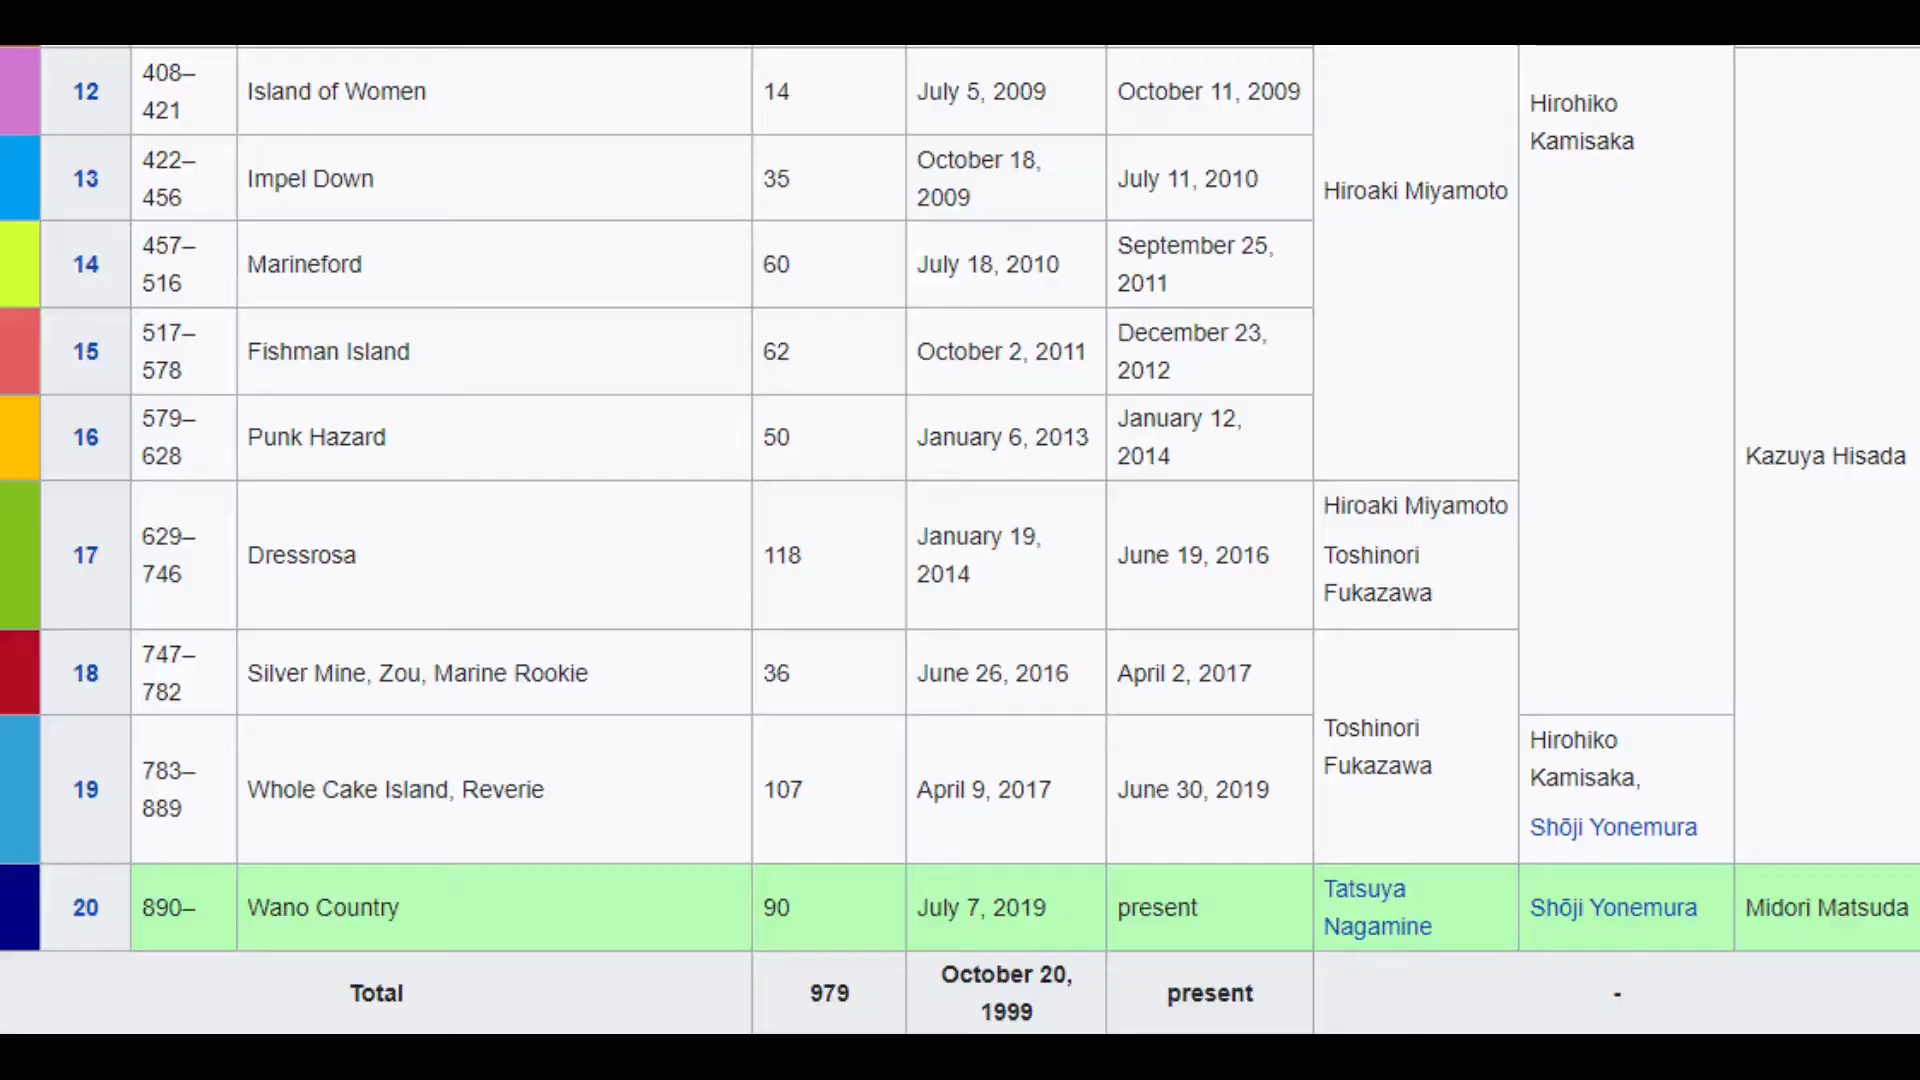 12
408–
421
Island of Women
14
July 5, 2009
October 11, 2009
Hiroaki Miyamoto
Hirohiko
Kamisaka
Kazuya Hisada
13
422–
456
Impel Down
35
October 18,
2009
July 11, 2010
14
457–
516
Marineford
60
July 18, 2010
September 25,
2011
15
517–
578
Fishman Island
62
October 2, 2011
December 23,
2012
16
579–
628
Punk Hazard
50
January 6, 2013
January 12,
2014
17
629–
746
Dressrosa
118
January 19,
2014
June 19, 2016
Hiroaki Miyamoto
Toshinori
Fukazawa
18
747–
782
Silver Mine, Zou, Marine Rookie
36
June 26, 2016
April 2, 2017
Toshinori
Fukazawa
19
783–
889
Whole Cake Island, Reverie
107
April 9, 2017
June 30, 2019
Hirohiko
Kamisaka,
Shōji Yonemura
20
890–
Wano Country
90
July 7, 2019
present
Tatsuya
Nagamine
Shōji Yonemura
Midori Matsuda
Total
979
October 20,
1999
present
-